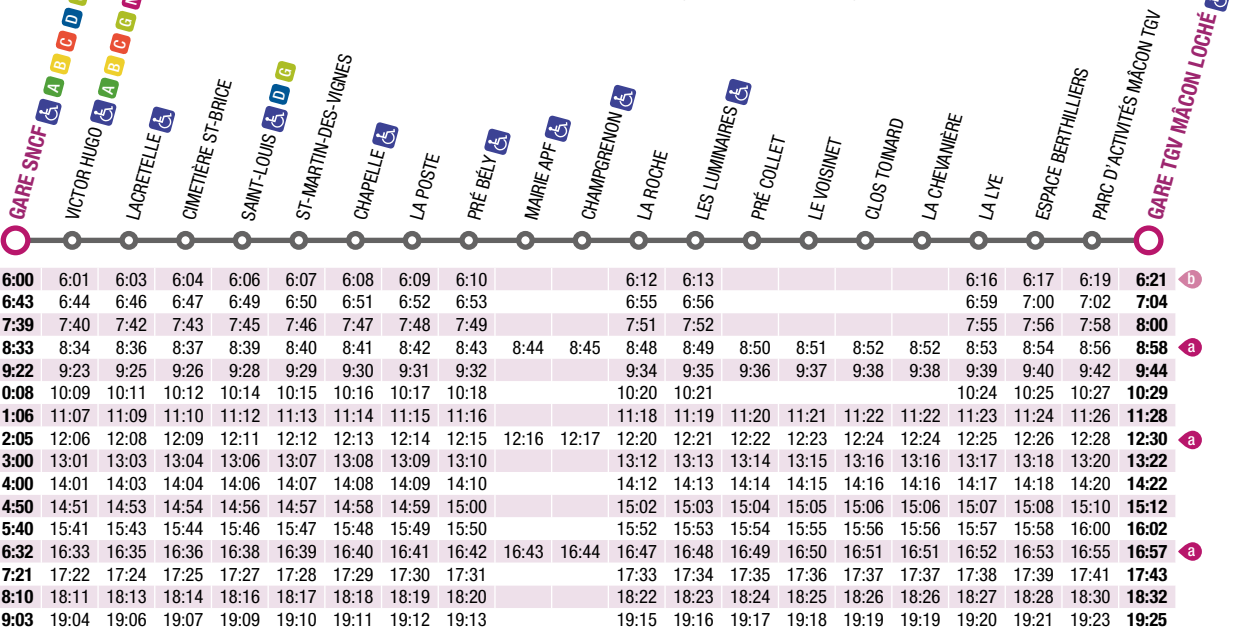 GARE SNCF A B C D
VICTOR HUGO A B C G
LACRETELLE
CIMETIÈRE ST-BRICE
SAINT-LOUIS D G
ST-MARTIN-DES-VIGNES
CHAPELLE
LA POSTE
PRÉ BÉLY
MAIRIE APF
CHAMPGRENON
LA ROCHE
LES LUMINAIRES
PRÉ COLLET
LE VOISINET
CLOS TOINARD
LA CHEVANIÈRE
LA LYE
ESPACE BERTHILLIERS
PARC D'ACTIVITÉS MÂCON TGV
GARE TGV MÂCON LOCHÉ
6:00 6:01 6:03 6:04 6:06 6:07 6:08 6:09 6:10 6:12 6:13 6:16 6:17 6:19 6:21 b
6:43 6:44 6:46 6:47 6:49 6:50 6:51 6:52 6:53 6:55 6:56 6:59 7:00 7:02 7:04
7:39 7:40 7:42 7:43 7:45 7:46 7:47 7:48 7:49 7:51 7:52 7:55 7:56 7:58 8:00
8:33 8:34 8:36 8:37 8:39 8:40 8:41 8:42 8:43 8:44 8:45 8:48 8:49 8:50 8:51 8:52 8:52 8:53 8:54 8:56 8:58 a
9:22 9:23 9:25 9:26 9:28 9:29 9:30 9:31 9:32 9:34 9:35 9:36 9:37 9:38 9:38 9:39 9:40 9:42 9:44
0:08 10:09 10:11 10:12 10:14 10:15 10:16 10:17 10:18 10:20 10:21 10:24 10:25 10:27 10:29
1:06 11:07 11:09 11:10 11:12 11:13 11:14 11:15 11:16 11:18 11:19 11:20 11:21 11:22 11:22 11:23 11:24 11:26 11:28
2:05 12:06 12:08 12:09 12:11 12:12 12:13 12:14 12:15 12:16 12:17 12:20 12:21 12:22 12:23 12:24 12:24 12:25 12:26 12:28 12:30 a
3:00 13:01 13:03 13:04 13:06 13:07 13:08 13:09 13:10 13:12 13:13 13:14 13:15 13:16 13:16 13:17 13:18 13:20 13:22
4:00 14:01 14:03 14:04 14:06 14:07 14:08 14:09 14:10 14:12 14:13 14:14 14:15 14:16 14:16 14:17 14:18 14:20 14:22
4:50 14:51 14:53 14:54 14:56 14:57 14:58 14:59 15:00 15:02 15:03 15:04 15:05 15:06 15:06 15:07 15:08 15:10 15:12
5:40 15:41 15:43 15:44 15:46 15:47 15:48 15:49 15:50 15:52 15:53 15:54 15:55 15:56 15:56 15:57 15:58 16:00 16:02
6:32 16:33 16:35 16:36 16:38 16:39 16:40 16:41 16:42 16:43 16:44 16:47 16:48 16:49 16:50 16:51 16:51 16:52 16:53 16:55 16:57 a
7:21 17:22 17:24 17:25 17:27 17:28 17:29 17:30 17:31 17:33 17:34 17:35 17:36 17:37 17:37 17:38 17:39 17:41 17:43
8:10 18:11 18:13 18:14 18:16 18:17 18:18 18:19 18:20 18:22 18:23 18:24 18:25 18:26 18:26 18:27 18:28 18:30 18:32
9:03 19:04 19:06 19:07 19:09 19:10 19:11 19:12 19:13 19:15 19:16 19:17 19:18 19:19 19:19 19:20 19:21 19:23 19:25